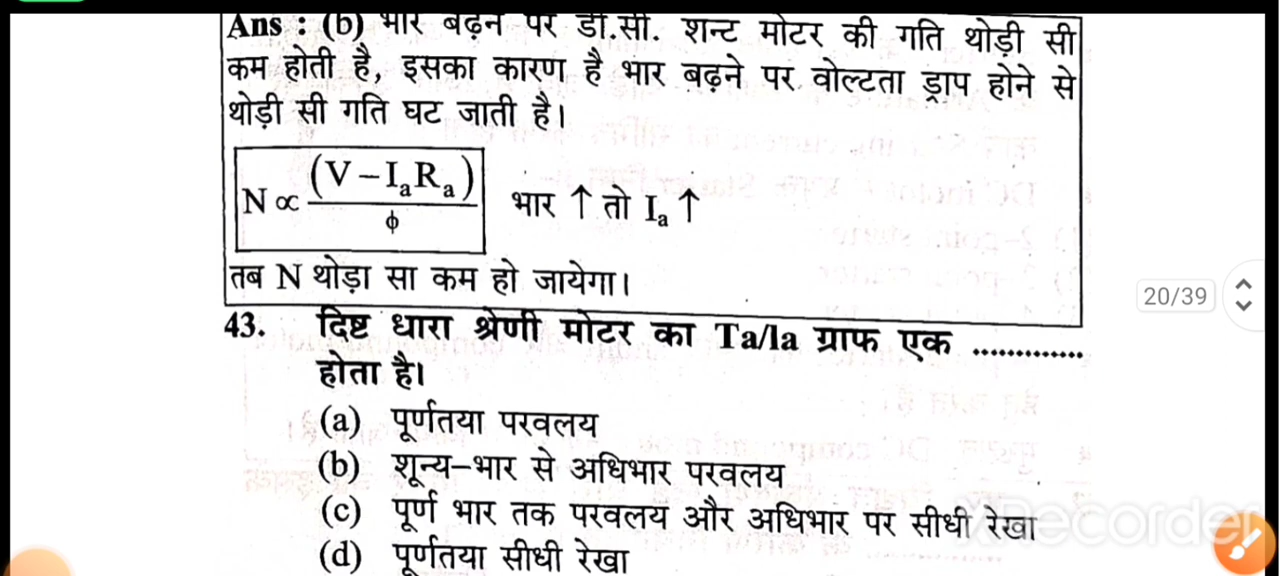 Ans : (b) भार बढ़ने पर डी.सी. शन्ट मोटर की गति थोड़ी सी
कम होती है, इसका कारण है भार बढ़ने पर वोल्टता ड्राप होने से
थोड़ी सी गति घट जाती है।
N ∝ (V – IₐRₐ) / ϕ भार ↑ तो Iₐ ↑
तब N थोड़ा सा कम हो जायेगा।
20/39
43. दिष्ट धारा श्रेणी मोटर का Ta/Ia ग्राफ एक .............
होता है।
(a) पूर्णतया परवलय
(b) शून्य–भार से अधिभार परवलय
(c) पूर्ण भार तक परवलय और अधिभार पर सीधी रेखा
(d) पूर्णतया सीधी रेखा
XRecorder